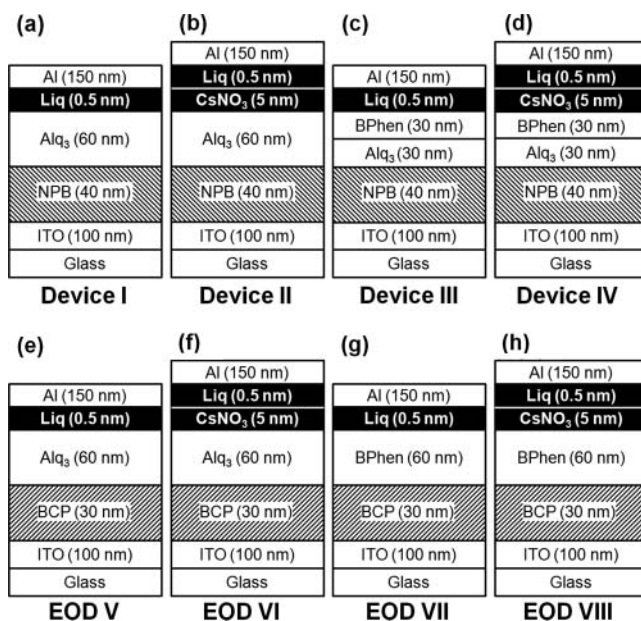 (a)
Al (150 nm)
Liq (0.5 nm)
Alq₃ (60 nm)
NPB (40 nm)
ITO (100 nm)
Glass
Device I
(b)
Al (150 nm)
Liq (0.5 nm)
CsNO₃ (5 nm)
Alq₃ (60 nm)
NPB (40 nm)
ITO (100 nm)
Glass
Device II
(c)
Al (150 nm)
Liq (0.5 nm)
BPhen (30 nm)
Alq₃ (30 nm)
NPB (40 nm)
ITO (100 nm)
Glass
Device III
(d)
Al (150 nm)
Liq (0.5 nm)
CsNO₃ (5 nm)
BPhen (30 nm)
Alq₃ (30 nm)
NPB (40 nm)
ITO (100 nm)
Glass
Device IV
(e)
Al (150 nm)
Liq (0.5 nm)
Alq₃ (60 nm)
BCP (30 nm)
ITO (100 nm)
Glass
EOD V
(f)
Al (150 nm)
Liq (0.5 nm)
CsNO₃ (5 nm)
Alq₃ (60 nm)
BCP (30 nm)
ITO (100 nm)
Glass
EOD VI
(g)
Al (150 nm)
Liq (0.5 nm)
BPhen (60 nm)
BCP (30 nm)
ITO (100 nm)
Glass
EOD VII
(h)
Al (150 nm)
Liq (0.5 nm)
CsNO₃ (5 nm)
BPhen (60 nm)
BCP (30 nm)
ITO (100 nm)
Glass
EOD VIII